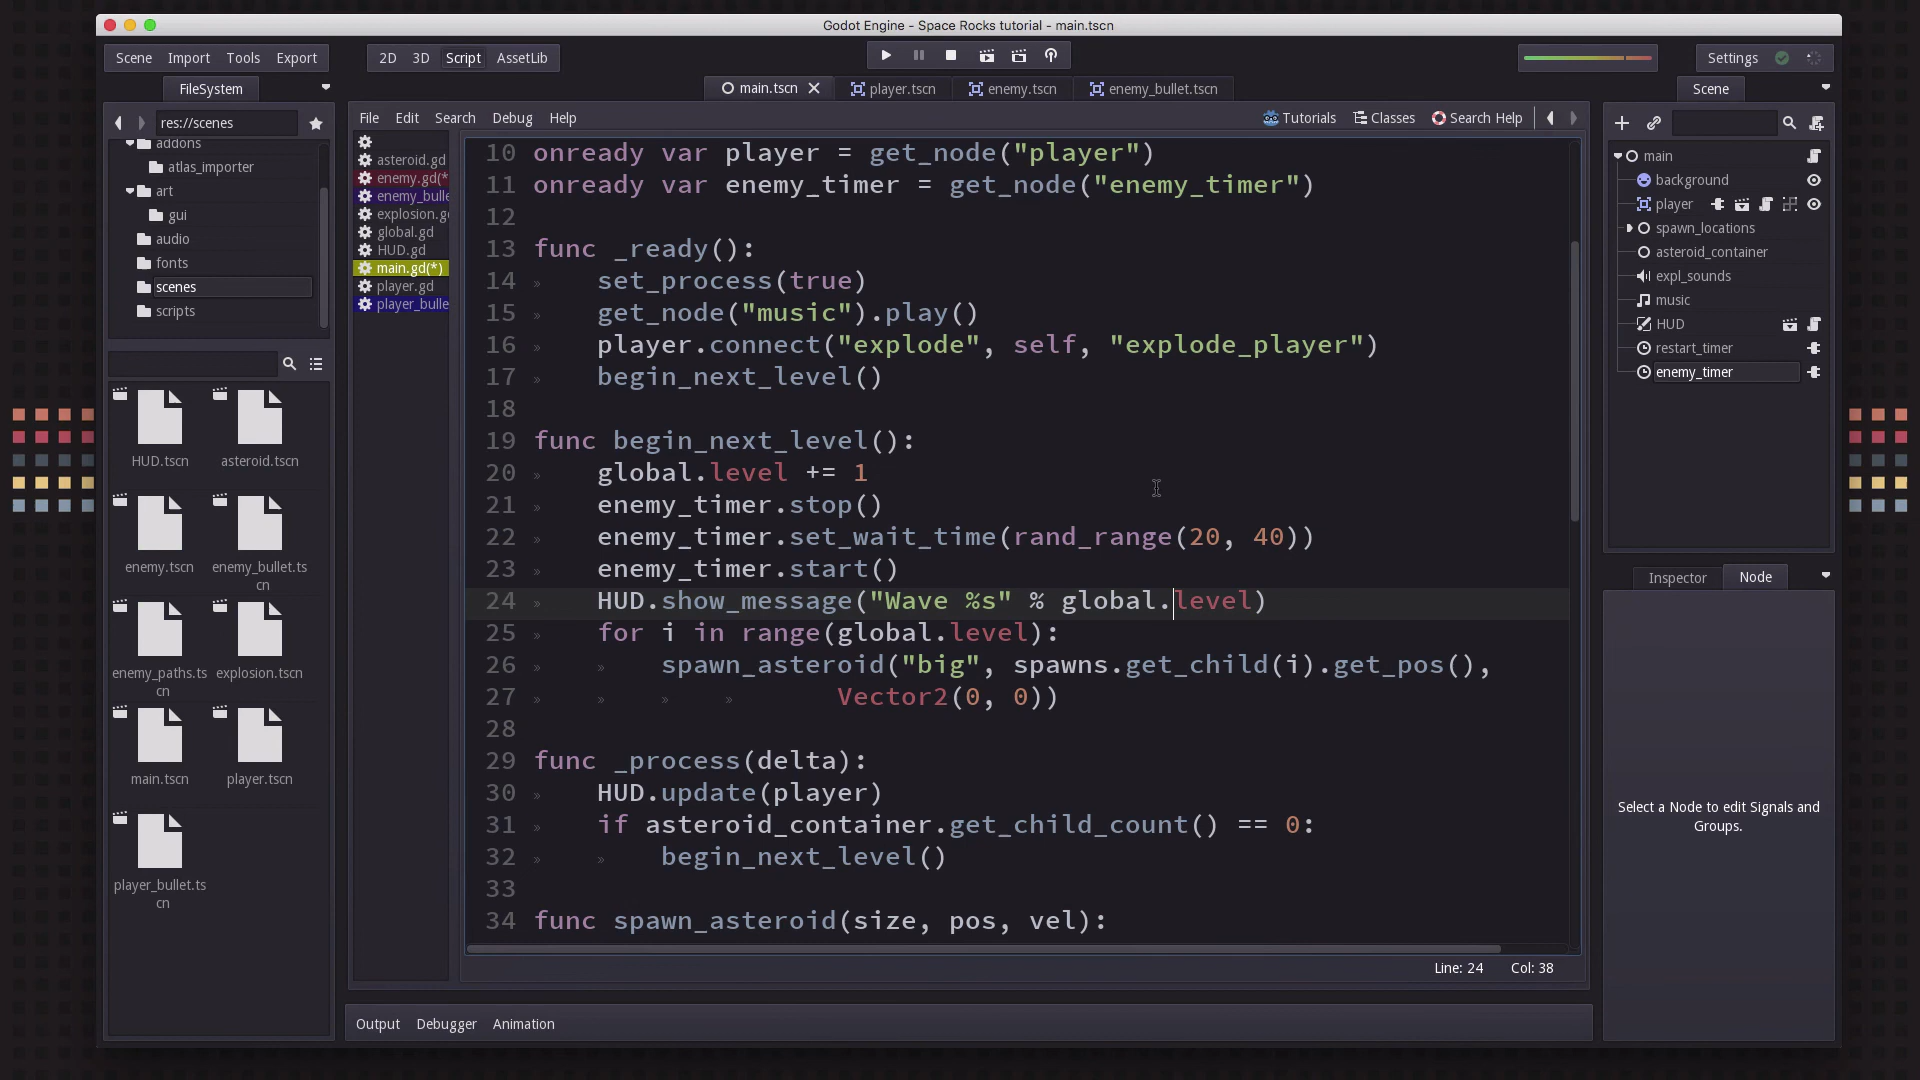 Godot Engine - Space Rocks tutorial - main.tscn
Scene Import Tools Export
2D 3D Script AssetLib
Settings
FileSystem
main.tscn player.tscn enemy.tscn enemy_bullet.tscn
Scene
res://scenes
addons
atlas_importer
art
gui
audio
fonts
scenes
scripts
HUD.tscn
asteroid.tscn
enemy.tscn
enemy_bullet.ts
cn
enemy_paths.ts
cn
explosion.tscn
main.tscn
player.tscn
player_bullet.ts
cn
File Edit Search Debug Help
Tutorials Classes Search Help
asteroid.gd
enemy.gd(*
enemy_bulle
explosion.g
global.gd
HUD.gd
main.gd(*)
player.gd
player_bulle
10 onready var player = get_node("player")
11 onready var enemy_timer = get_node("enemy_timer")
12
13 func _ready():
14 » set_process(true)
15 » get_node("music").play()
16 » player.connect("explode", self, "explode_player")
17 » begin_next_level()
18
19 func begin_next_level():
20 » global.level += 1
21 » enemy_timer.stop()
22 » enemy_timer.set_wait_time(rand_range(20, 40))
23 » enemy_timer.start()
24 » HUD.show_message("Wave %s" % global.level)
25 » for i in range(global.level):
26 » » spawn_asteroid("big", spawns.get_child(i).get_pos(),
27 » » » » Vector2(0, 0))
28
29 func _process(delta):
30 » HUD.update(player)
31 » if asteroid_container.get_child_count() == 0:
32 » » begin_next_level()
33
34 func spawn_asteroid(size, pos, vel):
Line: 24 Col: 38
Output Debugger Animation
main
background
player
spawn_locations
asteroid_container
expl_sounds
music
HUD
restart_timer
enemy_timer
Inspector Node
Select a Node to edit Signals and
Groups.